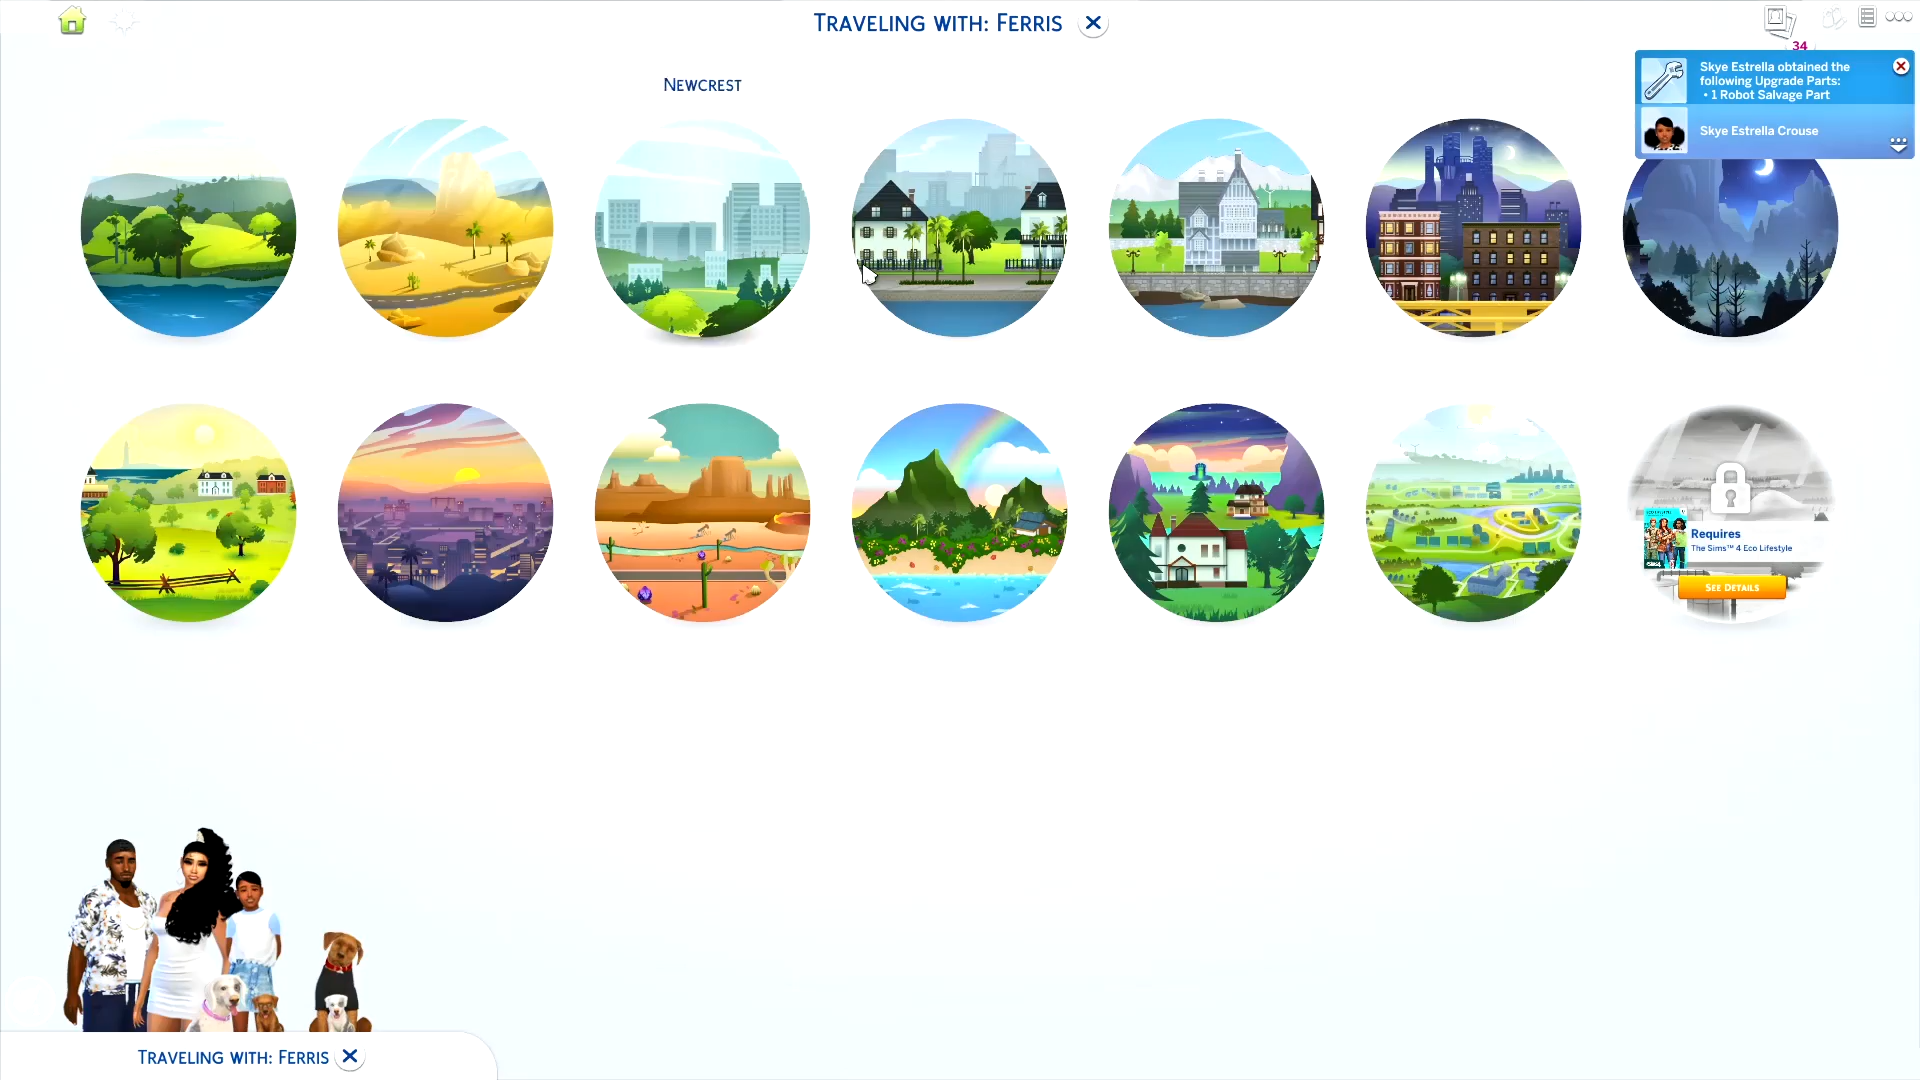 Traveling with: Ferris
34
Newcrest
Skye Estrella obtained the
following Upgrade Parts:
• 1 Robot Salvage Part
Skye Estrella Crouse
Requires
The Sims™ 4 Eco Lifestyle
See Details
Traveling with: Ferris